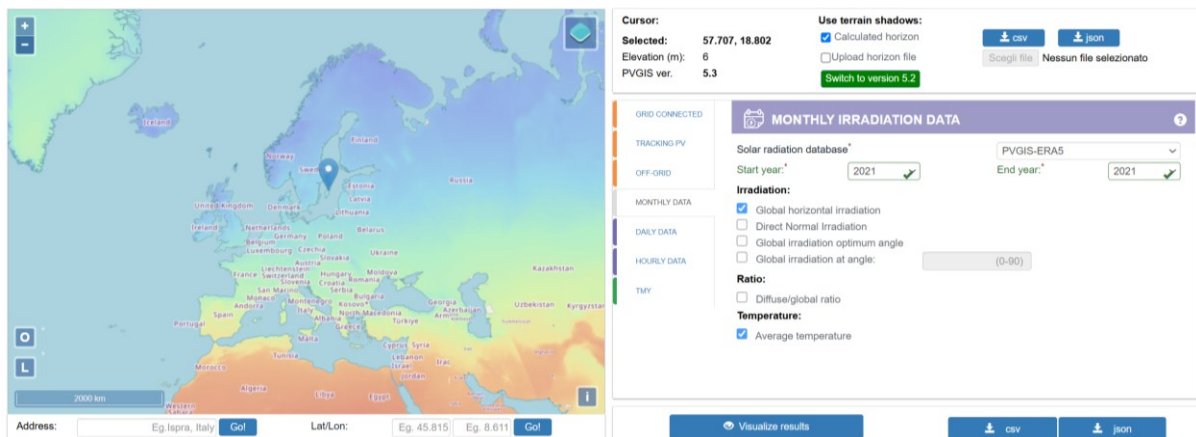 +
−
Iceland
Finland
Norway
Swed
Estonia
Latvia
Lithuania
Russia
United Kingdom
Denmark
Ireland
Netherlands
Belarus
Germany Poland
Belgium
Luxembourg Czechia
Ukraine
Slovakia
Austria
Liechtenstein
France Switzerland Hungary Moldova
Kazakhstan
Slovenia Croatia Romania
San Marino Serbia
Monaco Bulgaria
Andorra Montenegro Kosovo*
Georgia
Uzbekistan Kyrgyzstan
Spain Italy North Macedonia Azerbaijan
Portugal Albania Türkiye Arm
Greece
O
Malta
Cyprus Syria
Tunisia Lebanon
Israel Iraq
L
Morocco Jordan
Algeria
Libya Egypt
2000 km
Western
Sahara
i
Address:
Eg.Ispra, Italy
Go!
Lat/Lon:
Eg. 45.815
Eg. 8.611
Go!
Cursor:
Selected: 57.707, 18.802
Elevation (m): 6
PVGIS ver. 5.3
Use terrain shadows:
Calculated horizon
Upload horizon file
Switch to version 5.2
csv
json
Scegli file Nessun file selezionato
GRID CONNECTED
TRACKING PV
OFF-GRID
MONTHLY DATA
DAILY DATA
HOURLY DATA
TMY
MONTHLY IRRADIATION DATA
?
Solar radiation database*
PVGIS-ERA5
Start year:*
2021
End year:*
2021
Irradiation:
Global horizontal irradiation
Direct Normal Irradiation
Global irradiation optimum angle
Global irradiation at angle:
(0-90)
Ratio:
Diffuse/global ratio
Temperature:
Average temperature
Visualize results
csv
json